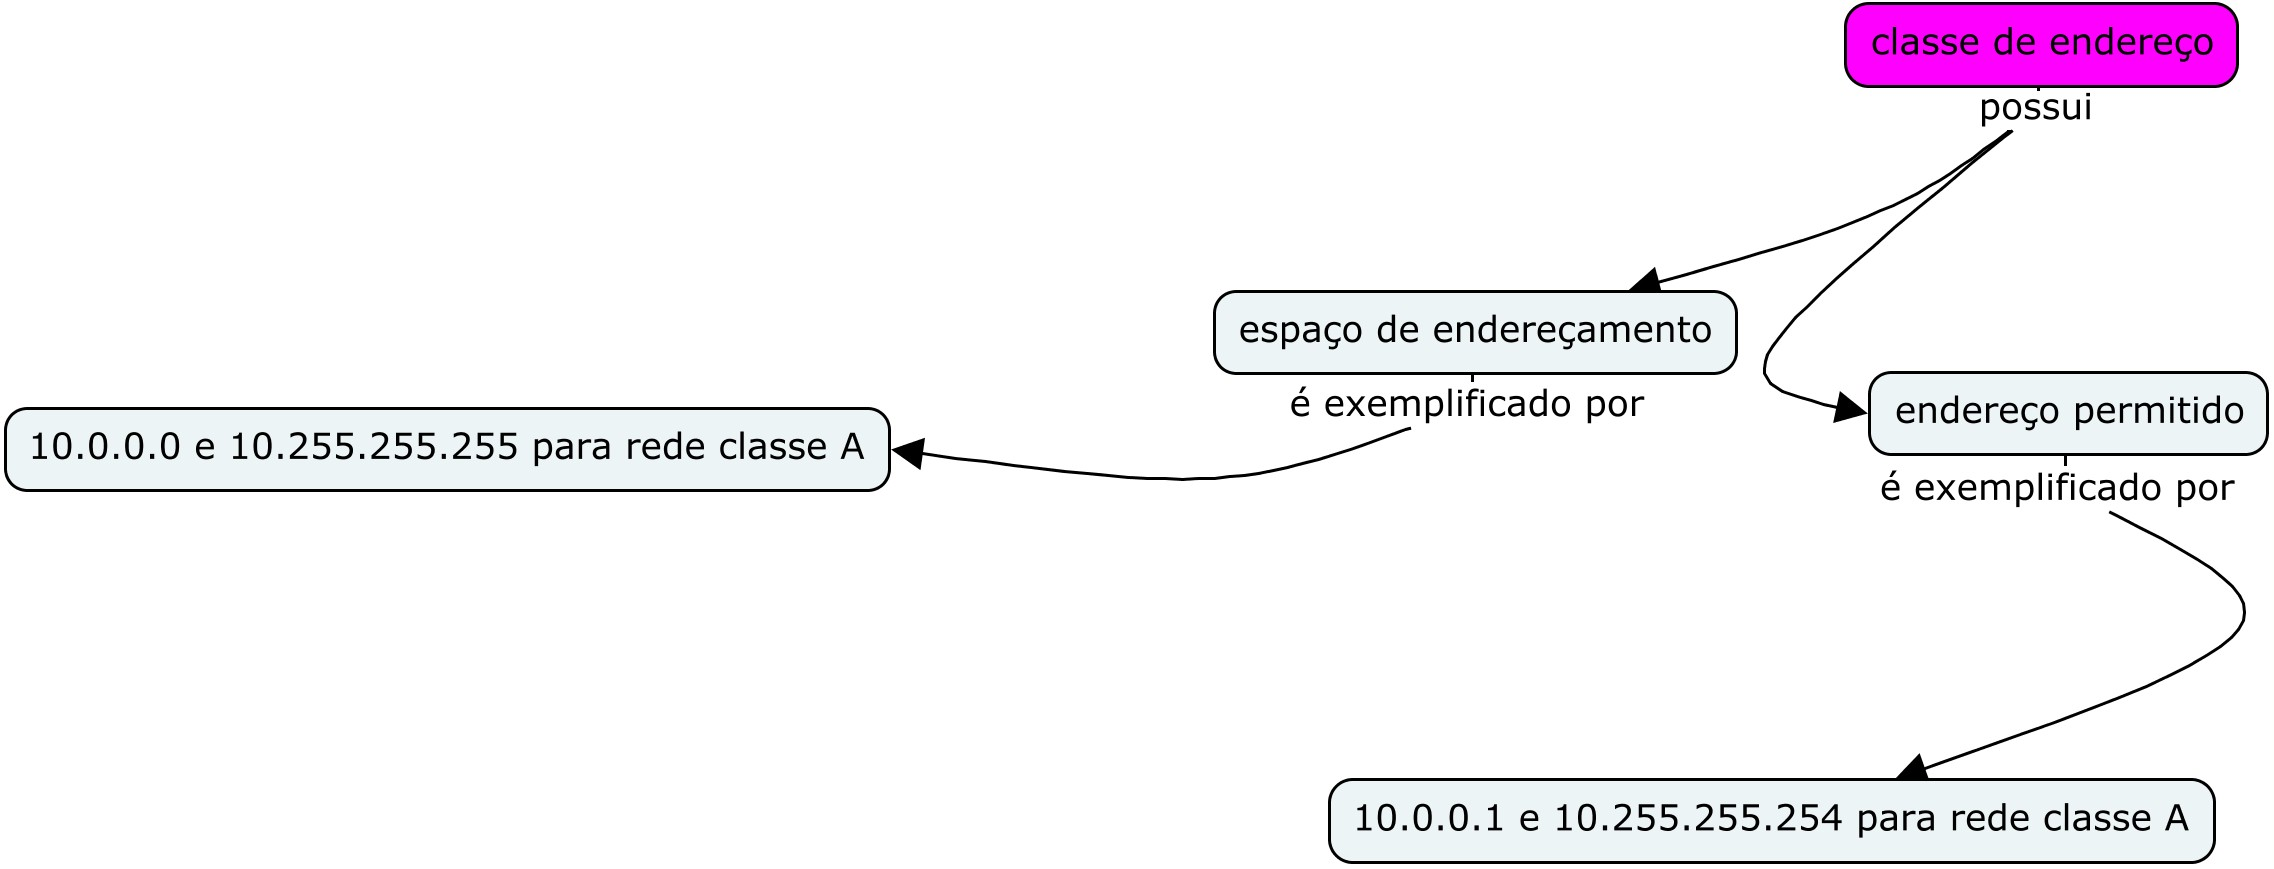 classe de endereço
possui
espaço de endereçamento
é exemplificado por
10.0.0.0 e 10.255.255.255 para rede classe A
endereço permitido
é exemplificado por
10.0.0.1 e 10.255.255.254 para rede classe A